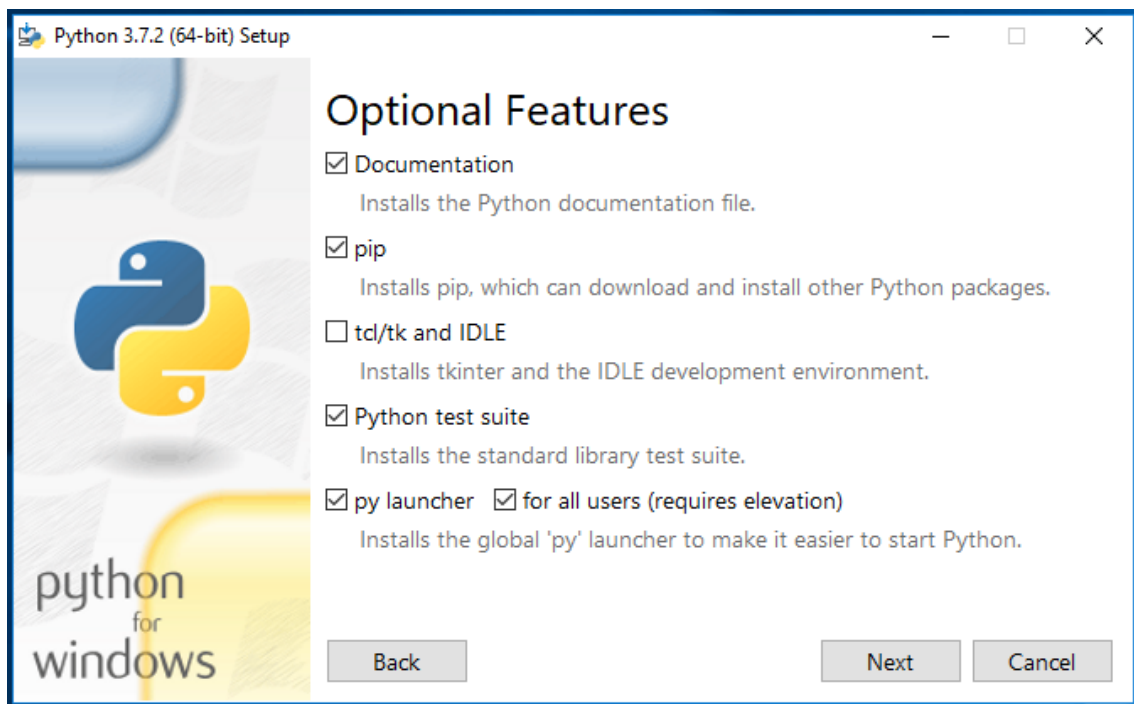 Python 3.7.2 (64-bit) Setup
Optional Features
Documentation
Installs the Python documentation file.
pip
Installs pip, which can download and install other Python packages.
tcl/tk and IDLE
Installs tkinter and the IDLE development environment.
Python test suite
Installs the standard library test suite.
py launcher for all users (requires elevation)
Installs the global 'py' launcher to make it easier to start Python.
python
for
windows
Back Next Cancel